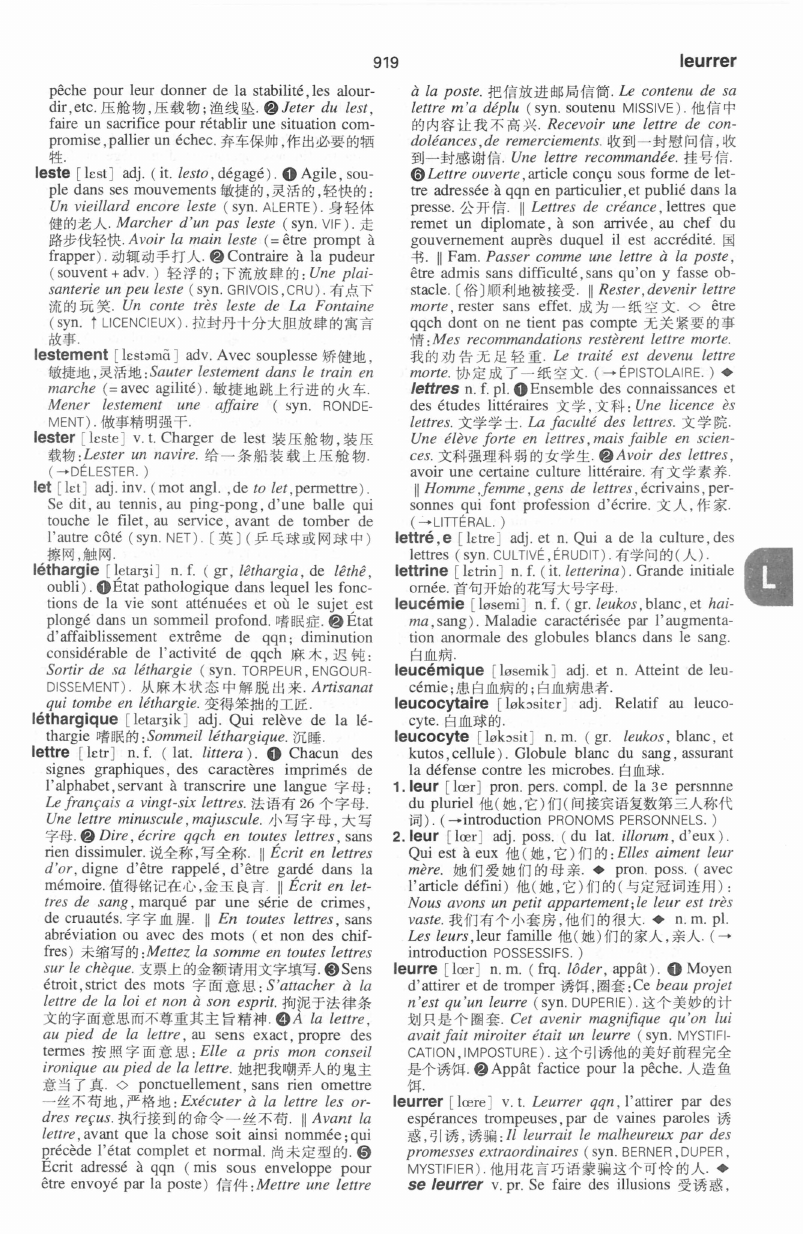 919
leurrer
pêche pour leur donner de la stabilité,les alour-
dir,etc. 压舱物,压载物;渔线坠. ❷ Jeter du lest,
faire un sacrifice pour rétablir une situation com-
promise,pallier un échec. 弃车保帅,作出必要的牺
牲.
leste [lɛst] adj. (it. lesto, dégagé). ❶ Agile, sou-
ple dans ses mouvements 敏捷的,灵活的,轻快的:
Un vieillard encore leste (syn. ALERTE). 身轻体
健的老人. Marcher d'un pas leste (syn. VIF). 走
路步伐轻快. Avoir la main leste (= être prompt à
frapper). 动辄动手打人. ❷ Contraire à la pudeur
(souvent + adv.) 轻浮的;下流放肆的: Une plai-
santerie un peu leste (syn. GRIVOIS, CRU). 有点下
流的玩笑. Un conte très leste de La Fontaine
(syn. ↑ LICENCIEUX). 拉封丹十分大胆放肆的寓言
故事.
lestement [lɛstəmɑ̃] adv. Avec souplesse 矫健地,
敏捷地,灵活地: Sauter lestement dans le train en
marche (= avec agilité). 敏捷地跳上行进的火车.
Mener lestement une affaire ( syn. RONDE-
MENT). 做事精明强干.
lester [lɛste] v. t. Charger de lest 装压舱物,装压
载物: Lester un navire. 给一条船装载上压舱物.
(→DÉLESTER. )
let [lɛt] adj. inv. (mot angl. ,de to let,permettre).
Se dit, au tennis, au ping-pong, d'une balle qui
touche le filet, au service, avant de tomber de
l'autre côté (syn. NET). 〔英〕(乒乓球或网球中)
擦网,触网.
léthargie [letarʒi] n. f. ( gr, lêthargia, de lêthê,
oubli). ❶État pathologique dans lequel les fonc-
tions de la vie sont atténuées et où le sujet est
plongé dans un sommeil profond. 嗜眠症. ❷ État
d'affaiblissement extrême de qqn; diminution
considérable de l'activité de qqch 麻木,迟钝:
Sortir de sa léthargie (syn. TORPEUR, ENGOUR-
DISSEMENT). 从麻木状态中解脱出来. Artisanat
qui tombe en léthargie. 变得笨拙的工匠.
léthargique [letarʒik] adj. Qui relève de la lé-
thargie 嗜眠的: Sommeil léthargique. 沉睡.
lettre [lɛtr] n. f. ( lat. littera). ❶ Chacun des
signes graphiques, des caractères imprimés de
l'alphabet,servant à transcrire une langue 字母:
Le français a vingt-six lettres. 法语有 26 个字母.
Une lettre minuscule,majuscule. 小写字母,大写
字母. ❷ Dire, écrire qqch en toutes lettres, sans
rien dissimuler. 说全称,写全称. ‖ Écrit en lettres
d'or, digne d'être rappelé, d'être gardé dans la
mémoire. 值得铭记在心,金玉良言. ‖ Écrit en let-
tres de sang, marqué par une série de crimes,
de cruautés. 字字血腥. ‖ En toutes lettres, sans
abréviation ou avec des mots (et non des chif-
fres) 未缩写的: Mettez la somme en toutes lettres
sur le chèque. 支票上的金额请用文字填写. ❸Sens
étroit,strict des mots 字面意思: S'attacher à la
lettre de la loi et non à son esprit. 拘泥于法律条
文的字面意思而不尊重其主旨精神. ❹À la lettre,
au pied de la lettre, au sens exact, propre des
termes 按照字面意思: Elle a pris mon conseil
ironique au pied de la lettre. 她把我嘲弄人的鬼主
意当了真. ◇ ponctuellement, sans rien omettre
一丝不苟地,严格地: Exécuter à la lettre les or-
dres reçus. 执行接到的命令一丝不苟. ‖ Avant la
lettre,avant que la chose soit ainsi nommée;qui
précède l'état complet et normal. 尚未定型的. ❺
Écrit adressé à qqn (mis sous enveloppe pour
être envoyé par la poste) 信件: Mettre une lettre
à la poste. 把信放进邮局信筒. Le contenu de sa
lettre m'a déplu (syn. soutenu MISSIVE). 他信中
的内容让我不高兴. Recevoir une lettre de con-
doléances,de remerciements. 收到一封慰问信,收
到一封感谢信. Une lettre recommandée. 挂号信.
❻Lettre ouverte,article conçu sous forme de let-
tre adressée à qqn en particulier,et publié dans la
presse. 公开信. ‖ Lettres de créance, lettres que
remet un diplomate, à son arrivée, au chef du
gouvernement auprès duquel il est accrédité. 国
书. ‖ Fam. Passer comme une lettre à la poste,
être admis sans difficulté,sans qu'on y fasse ob-
stacle. 〔俗〕顺利地被接受. ‖ Rester,devenir lettre
morte, rester sans effet. 成为一纸空文. ◇ être
qqch dont on ne tient pas compte 无关紧要的事
情: Mes recommandations restèrent lettre morte.
我的劝告无足轻重. Le traité est devenu lettre
morte. 协定成了一纸空文. (→ÉPISTOLAIRE. ) ◆
lettres n. f. pl. ❶Ensemble des connaissances et
des études littéraires 文学,文科: Une licence ès
lettres. 文学学士. La faculté des lettres. 文学院.
Une élève forte en lettres,mais faible en scien-
ces. 文科强理科弱的女学生. ❷Avoir des lettres,
avoir une certaine culture littéraire. 有文学素养.
‖ Homme,femme,gens de lettres, écrivains, per-
sonnes qui font profession d'écrire. 文人,作家.
(→LITTÉRAL. )
lettré,e [lɛtre] adj. et n. Qui a de la culture,des
lettres (syn. CULTIVÉ, ÉRUDIT). 有学问的(人).
lettrine [lɛtrin] n. f. (it. letterina). Grande initiale
ornée. 首句开始的花写大号字母.
leucémie [løsemi] n. f. (gr. leukos,blanc,et hai-
ma,sang). Maladie caractérisée par l'augmenta-
tion anormale des globules blancs dans le sang.
白血病.
leucémique [løsemik] adj. et n. Atteint de leu-
cémie;患白血病的;白血病患者.
leucocytaire [løkɔsitɛr] adj. Relatif au leuco-
cyte. 白血球的.
leucocyte [løkɔsit] n. m. ( gr. leukos, blanc, et
kutos,cellule). Globule blanc du sang, assurant
la défense contre les microbes. 白血球.
1. leur [lœr] pron. pers. compl. de la 3e persnnne
du pluriel 他(她,它)们(间接宾语复数第三人称代
词). (→introduction PRONOMS PERSONNELS. )
2. leur [lœr] adj. poss. (du lat. illorum, d'eux).
Qui est à eux 他(她,它)们的: Elles aiment leur
mère. 她们爱她们的母亲. ◆ pron. poss. (avec
l'article défini) 他(她,它)们的(与定冠词连用):
Nous avons un petit appartement;le leur est très
vaste. 我们有个小套房,他们的很大. ◆ n. m. pl.
Les leurs,leur famille 他(她)们的家人,亲人. (→
introduction POSSESSIFS. )
leurre [lœr] n. m. (frq. lôder, appât). ❶ Moyen
d'attirer et de tromper 诱饵,圈套: Ce beau projet
n'est qu'un leurre (syn. DUPERIE). 这个美妙的计
划只是个圈套. Cet avenir magnifique qu'on lui
avait fait miroiter était un leurre (syn. MYSTIFI-
CATION, IMPOSTURE). 这个引诱他的美好前程完全
是个诱饵. ❷ Appât factice pour la pêche. 人造鱼
饵.
leurrer [lœre] v. t. Leurrer qqn, l'attirer par des
espérances trompeuses,par de vaines paroles 诱
惑,引诱,诱骗: Il leurrait le malheureux par des
promesses extraordinaires (syn. BERNER, DUPER,
MYSTIFIER). 他用花言巧语蒙骗这个可怜的人. ◆
se leurrer v. pr. Se faire des illusions 受诱惑,
L